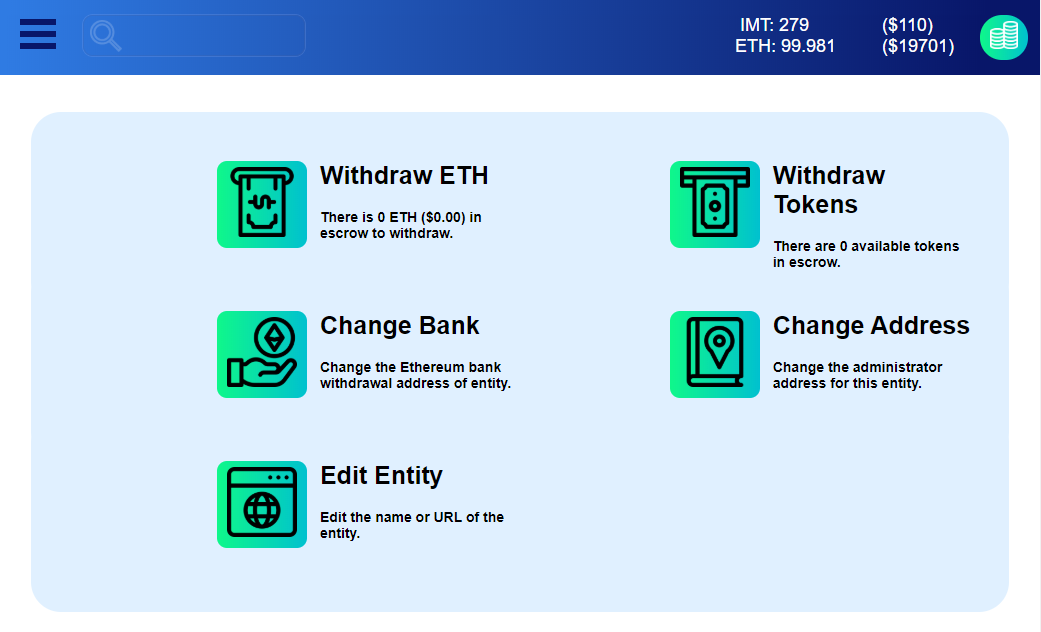 IMT: 279 ($110)
ETH: 99.981 ($19701)
Withdraw ETH
There is 0 ETH ($0.00) in
escrow to withdraw.
Withdraw
Tokens
There are 0 available tokens
in escrow.
Change Bank
Change the Ethereum bank
withdrawal address of entity.
Change Address
Change the administrator
address for this entity.
Edit Entity
Edit the name or URL of the
entity.